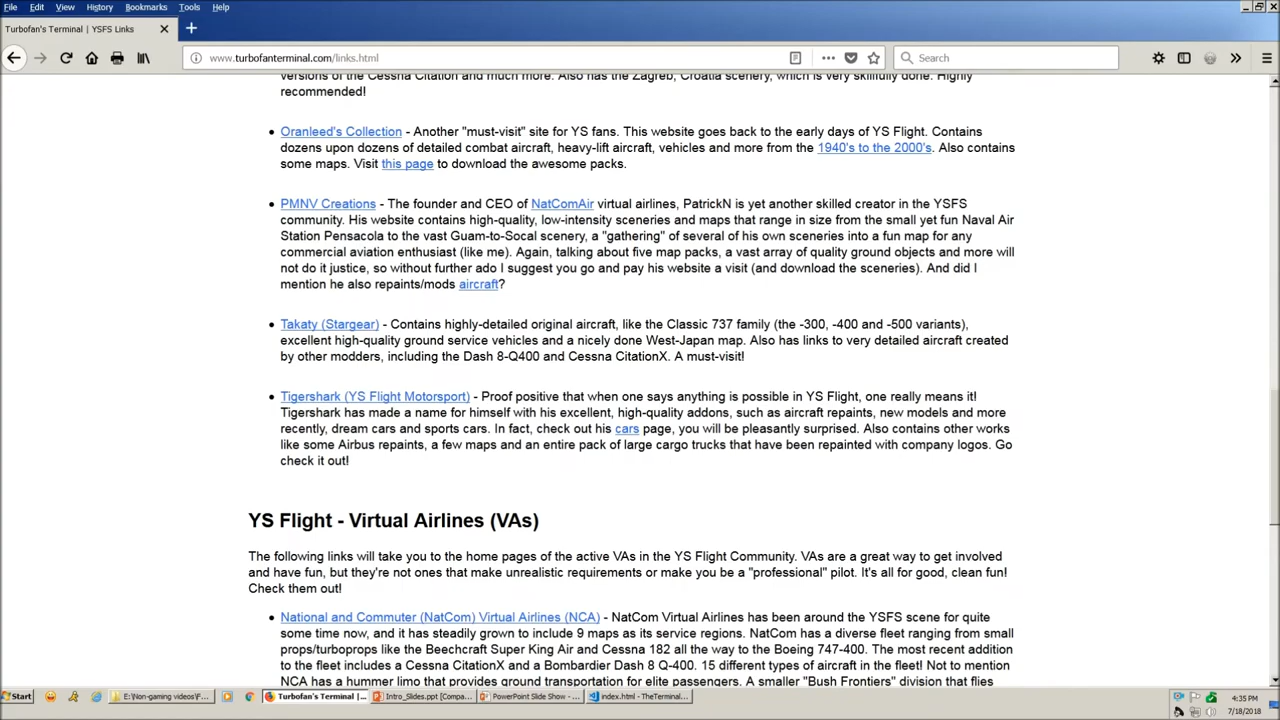 File Edit View History Bookmarks Tools Help
Turbofan's Terminal | YSFS Links
www.turbofanterminal.com/links.html
Search
versions of the Cessna Citation and much more. Also has the Zagreb, Croatia scenery, which is very skillfully done. Highly
recommended!
Oranleed's Collection - Another "must-visit" site for YS fans. This website goes back to the early days of YS Flight. Contains
dozens upon dozens of detailed combat aircraft, heavy-lift aircraft, vehicles and more from the 1940's to the 2000's. Also contains
some maps. Visit this page to download the awesome packs.
PMNV Creations - The founder and CEO of NatComAir virtual airlines, PatrickN is yet another skilled creator in the YSFS
community. His website contains high-quality, low-intensity sceneries and maps that range in size from the small yet fun Naval Air
Station Pensacola to the vast Guam-to-Socal scenery, a "gathering" of several of his own sceneries into a fun map for any
commercial aviation enthusiast (like me). Again, talking about five map packs, a vast array of quality ground objects and more will
not do it justice, so without further ado I suggest you go and pay his website a visit (and download the sceneries). And did I
mention he also repaints/mods aircraft?
Takaty (Stargear) - Contains highly-detailed original aircraft, like the Classic 737 family (the -300, -400 and -500 variants),
excellent high-quality ground service vehicles and a nicely done West-Japan map. Also has links to very detailed aircraft created
by other modders, including the Dash 8-Q400 and Cessna CitationX. A must-visit!
Tigershark (YS Flight Motorsport) - Proof positive that when one says anything is possible in YS Flight, one really means it!
Tigershark has made a name for himself with his excellent, high-quality addons, such as aircraft repaints, new models and more
recently, dream cars and sports cars. In fact, check out his cars page, you will be pleasantly surprised. Also contains other works
like some Airbus repaints, a few maps and an entire pack of large cargo trucks that have been repainted with company logos. Go
check it out!
YS Flight - Virtual Airlines (VAs)
The following links will take you to the home pages of the active VAs in the YS Flight Community. VAs are a great way to get involved
and have fun, but they're not ones that make unrealistic requirements or make you be a "professional" pilot. It's all for good, clean fun!
Check them out!
National and Commuter (NatCom) Virtual Airlines (NCA) - NatCom Virtual Airlines has been around the YSFS scene for quite
some time now, and it has steadily grown to include 9 maps as its service regions. NatCom has a diverse fleet ranging from small
props/turboprops like the Beechcraft Super King Air and Cessna 182 all the way to the Boeing 747-400. The most recent addition
to the fleet includes a Cessna CitationX and a Bombardier Dash 8 Q-400. 15 different types of aircraft in the fleet! Not to mention
NCA has a hummer limo that provides ground transportation for elite passengers. A smaller "Bush Frontiers" division that flies
Start E:\Non-gaming videos\F... Turbofan's Terminal |... Intro_Slides.ppt [Compa... PowerPoint Slide Show -... index.html - TheTerminal... 4:35 PM
7/18/2018